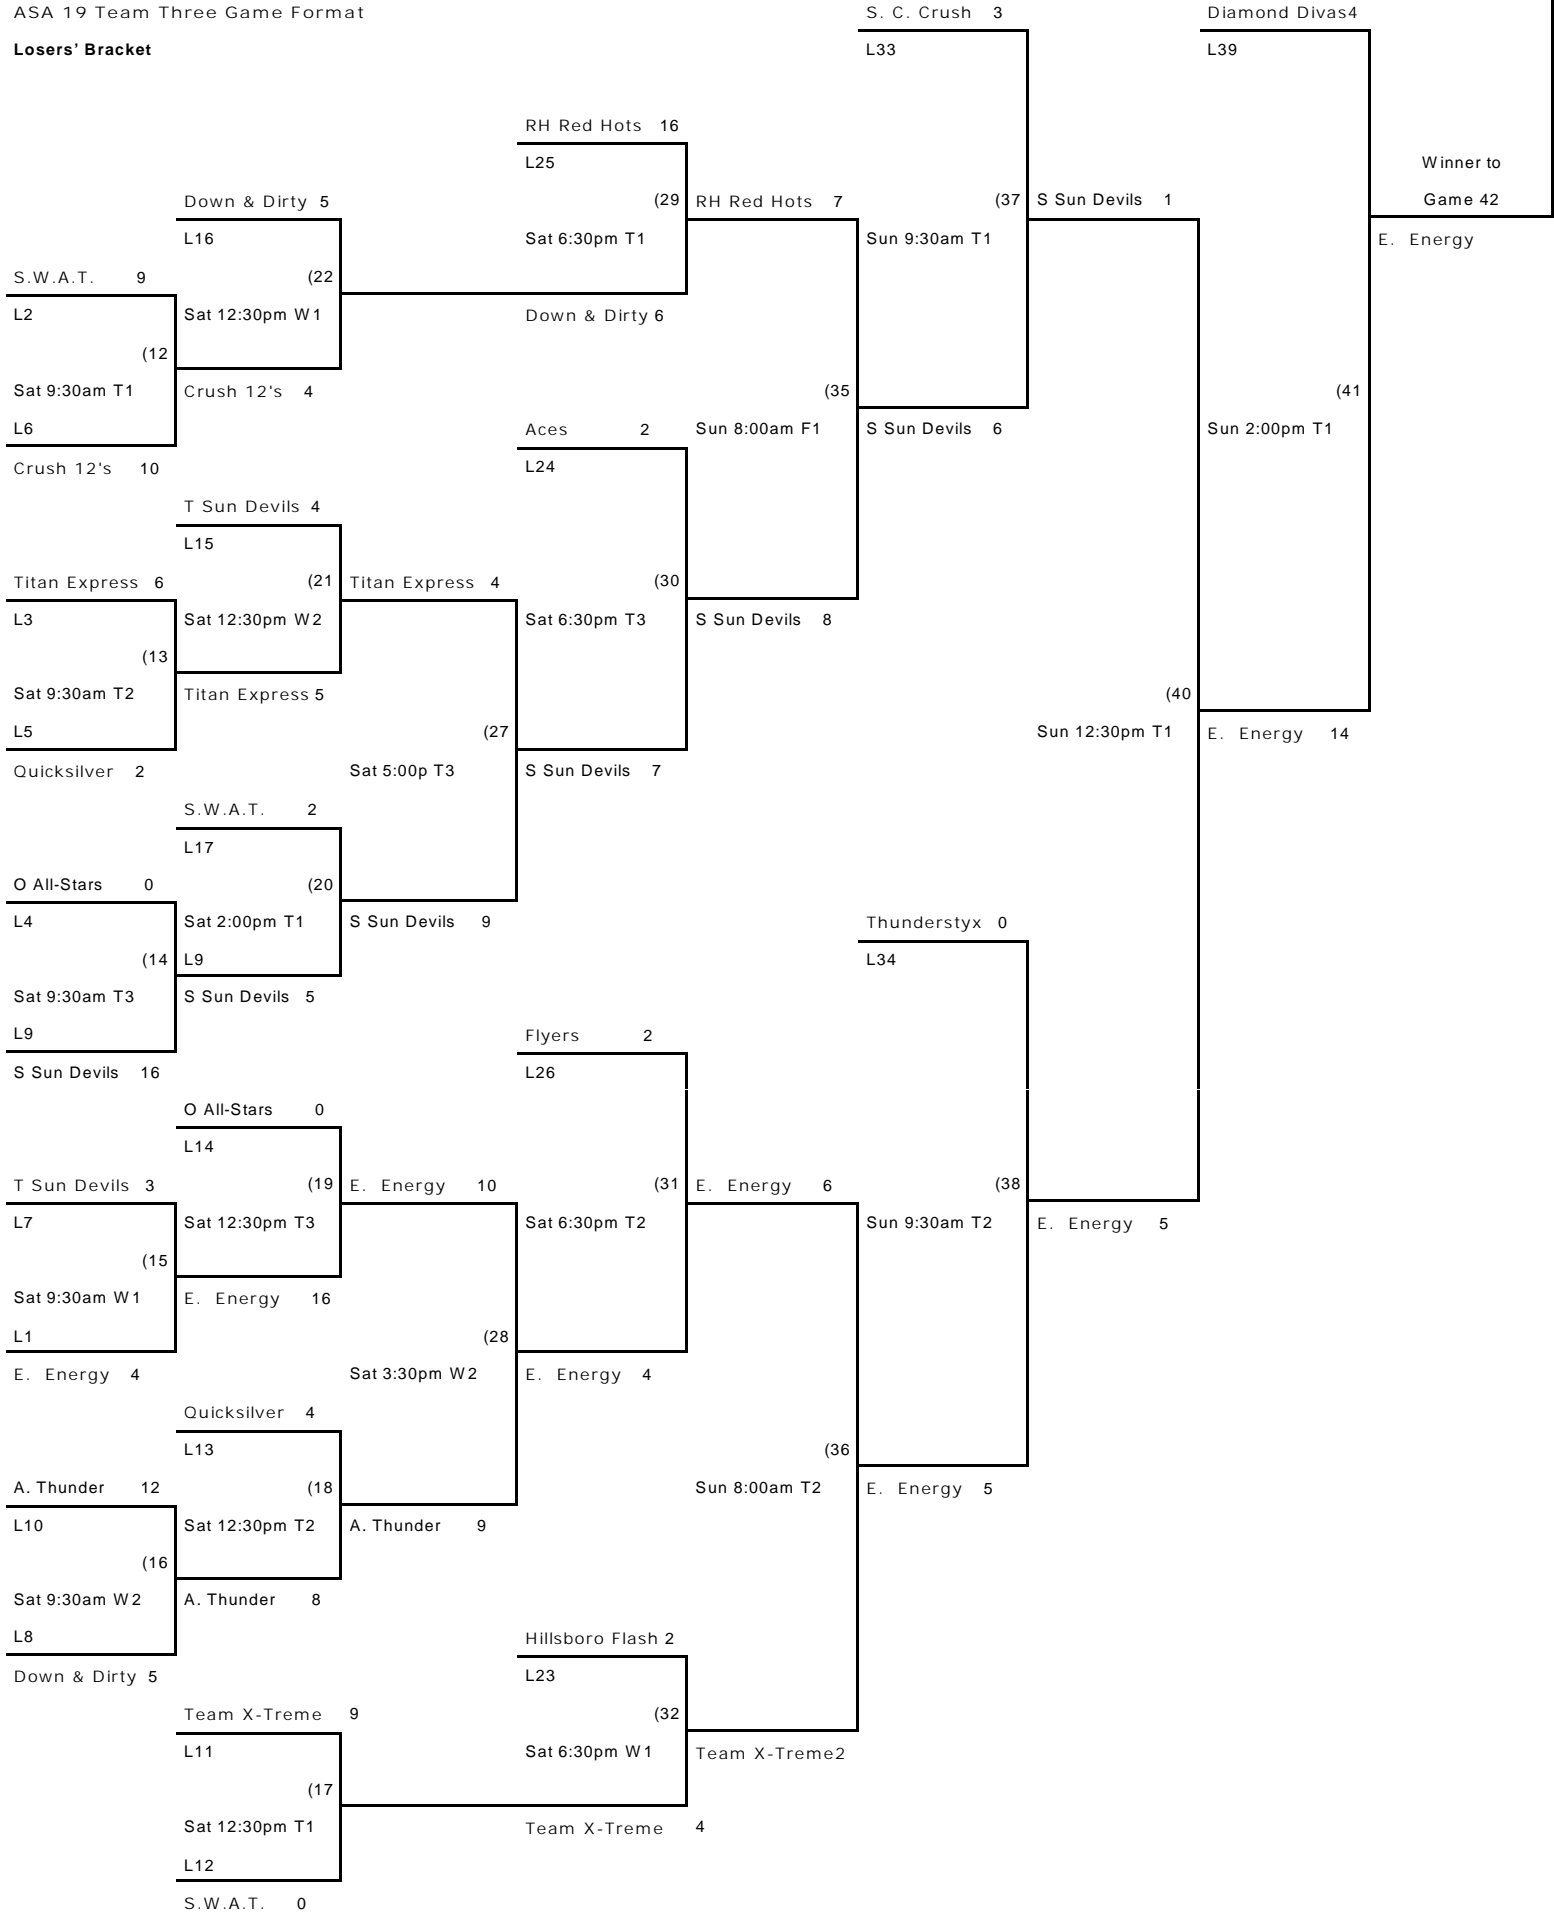 ASA 19 Team Three Game Format S. C. Crush 3 Diamond Divas4
Losers’ Bracket L33 L39
RH Red Hots 16
L25 Winner to
Down & Dirty 5 (29 RH Red Hots 7 (37 S Sun Devils 1 Game 42
L16 Sat 6:30pm T1 Sun 9:30am T1 E. Energy
S.W.A.T. 9 (22
L2 Sat 12:30pm W1 Down & Dirty 6
(12
Sat 9:30am T1 Crush 12's 4 (35 (41
L6 Aces 2 Sun 8:00am F1 S Sun Devils 6 Sun 2:00pm T1
Crush 12's 10 L24
T Sun Devils 4
L15
Titan Express 6 (21 Titan Express 4 (30
L3 Sat 12:30pm W2 Sat 6:30pm T3 S Sun Devils 8
(13
Sat 9:30am T2 Titan Express 5 (40
L5 (27 Sun 12:30pm T1 E. Energy 14
Quicksilver 2 Sat 5:00p T3 S Sun Devils 7
S.W.A.T. 2
L17
O All-Stars 0 (20
L4 Sat 2:00pm T1 S Sun Devils 9 Thunderstyx 0
(14 L9 L34
Sat 9:30am T3 S Sun Devils 5
L9 Flyers 2
S Sun Devils 16 L26
O All-Stars 0
L14
T Sun Devils 3 (19 E. Energy 10 (31 E. Energy 6 (38
L7 Sat 12:30pm T3 Sat 6:30pm T2 Sun 9:30am T2 E. Energy 5
(15
Sat 9:30am W1 E. Energy 16
L1 (28
E. Energy 4 Sat 3:30pm W2 E. Energy 4
Quicksilver 4
L13 (36
A. Thunder 12 (18 Sun 8:00am T2 E. Energy 5
L10 Sat 12:30pm T2 A. Thunder 9
(16
Sat 9:30am W2 A. Thunder 8
L8 Hillsboro Flash 2
Down & Dirty 5 L23
Team X-Treme 9 (32
L11 Sat 6:30pm W1 Team X-Treme2
(17
Sat 12:30pm T1 Team X-Treme 4
L12
S.W.A.T. 0